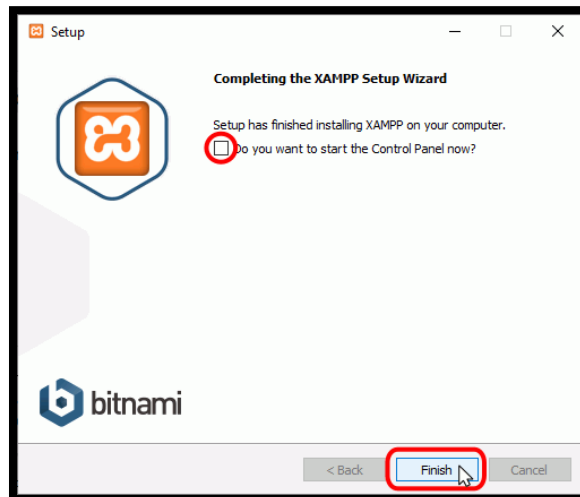 Setup
Completing the XAMPP Setup Wizard
Setup has finished installing XAMPP on your computer.
Do you want to start the Control Panel now?
bitnami
< Back Finish Cancel